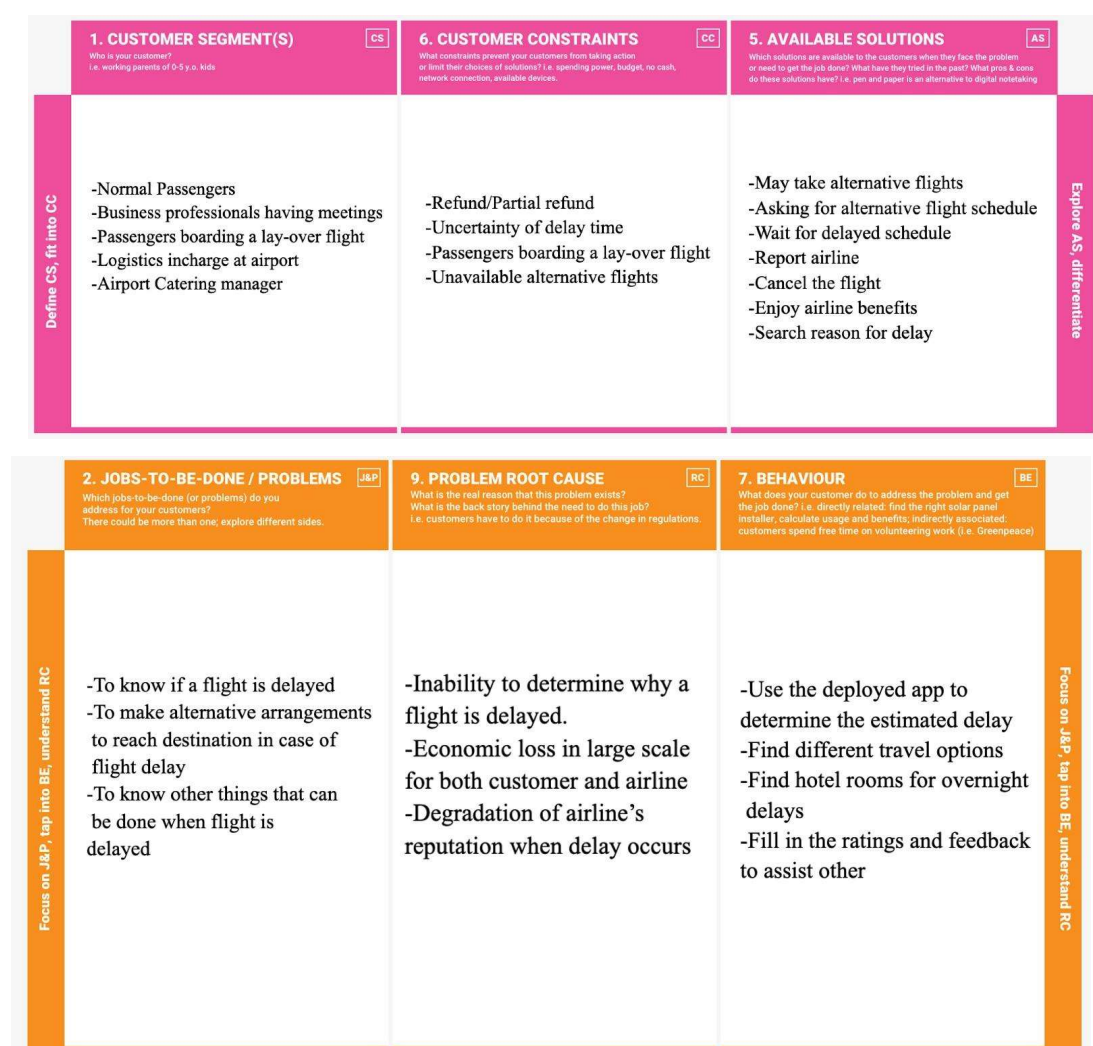 1. CUSTOMER SEGMENT(S)
CS
Who is your customer?
i.e. working parents of 0-5 y.o. kids
6. CUSTOMER CONSTRAINTS
CC
What constraints prevent your customers from taking action
or limit their choices of solutions? i.e. spending power, budget, no cash,
network connection, available devices.
5. AVAILABLE SOLUTIONS
AS
Which solutions are available to the customers when they face the problem
or need to get the job done? What have they tried in the past? What pros & cons
do these solutions have? i.e. pen and paper is an alternative to digital notetaking
Define CS, fit into CC
-Normal Passengers
-Business professionals having meetings
-Passengers boarding a lay-over flight
-Logistics incharge at airport
-Airport Catering manager
-Refund/Partial refund
-Uncertainty of delay time
-Passengers boarding a lay-over flight
-Unavailable alternative flights
-May take alternative flights
-Asking for alternative flight schedule
-Wait for delayed schedule
-Report airline
-Cancel the flight
-Enjoy airline benefits
-Search reason for delay
Explore AS, differentiate
2. JOBS-TO-BE-DONE / PROBLEMS
J&P
Which jobs-to-be-done (or problems) do you
address for your customers?
There could be more than one; explore different sides.
9. PROBLEM ROOT CAUSE
RC
What is the real reason that this problem exists?
What is the back story behind the need to do this job?
i.e. customers have to do it because of the change in regulations.
7. BEHAVIOUR
BE
What does your customer do to address the problem and get
the job done? i.e. directly related: find the right solar panel
installer, calculate usage and benefits; indirectly associated:
customers spend free time on volunteering work (i.e. Greenpeace)
Focus on J&P, tap into BE, understand RC
-To know if a flight is delayed
-To make alternative arrangements
to reach destination in case of
flight delay
-To know other things that can
be done when flight is
delayed
-Inability to determine why a
flight is delayed.
-Economic loss in large scale
for both customer and airline
-Degradation of airline's
reputation when delay occurs
-Use the deployed app to
determine the estimated delay
-Find different travel options
-Find hotel rooms for overnight
delays
-Fill in the ratings and feedback
to assist other
Focus on J&P, tap into BE, understand RC